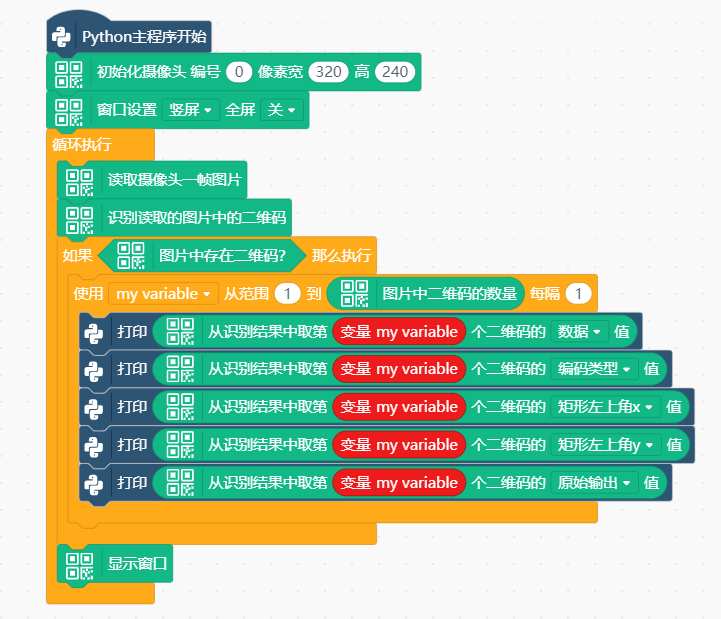 Python主程序开始
初始化摄像头 编号 0 像素宽 320 高 240
窗口设置 竖屏 全屏 关
循环执行
读取摄像头一帧图片
识别读取的图片中的二维码
如果 图片中存在二维码? 那么执行
使用 my variable 从范围 1 到 图片中二维码的数量 每隔 1
打印 从识别结果中取第 变量 my variable 个二维码的 数据 值
打印 从识别结果中取第 变量 my variable 个二维码的 编码类型 值
打印 从识别结果中取第 变量 my variable 个二维码的 矩形左上角x 值
打印 从识别结果中取第 变量 my variable 个二维码的 矩形左上角y 值
打印 从识别结果中取第 变量 my variable 个二维码的 原始输出 值
显示窗口